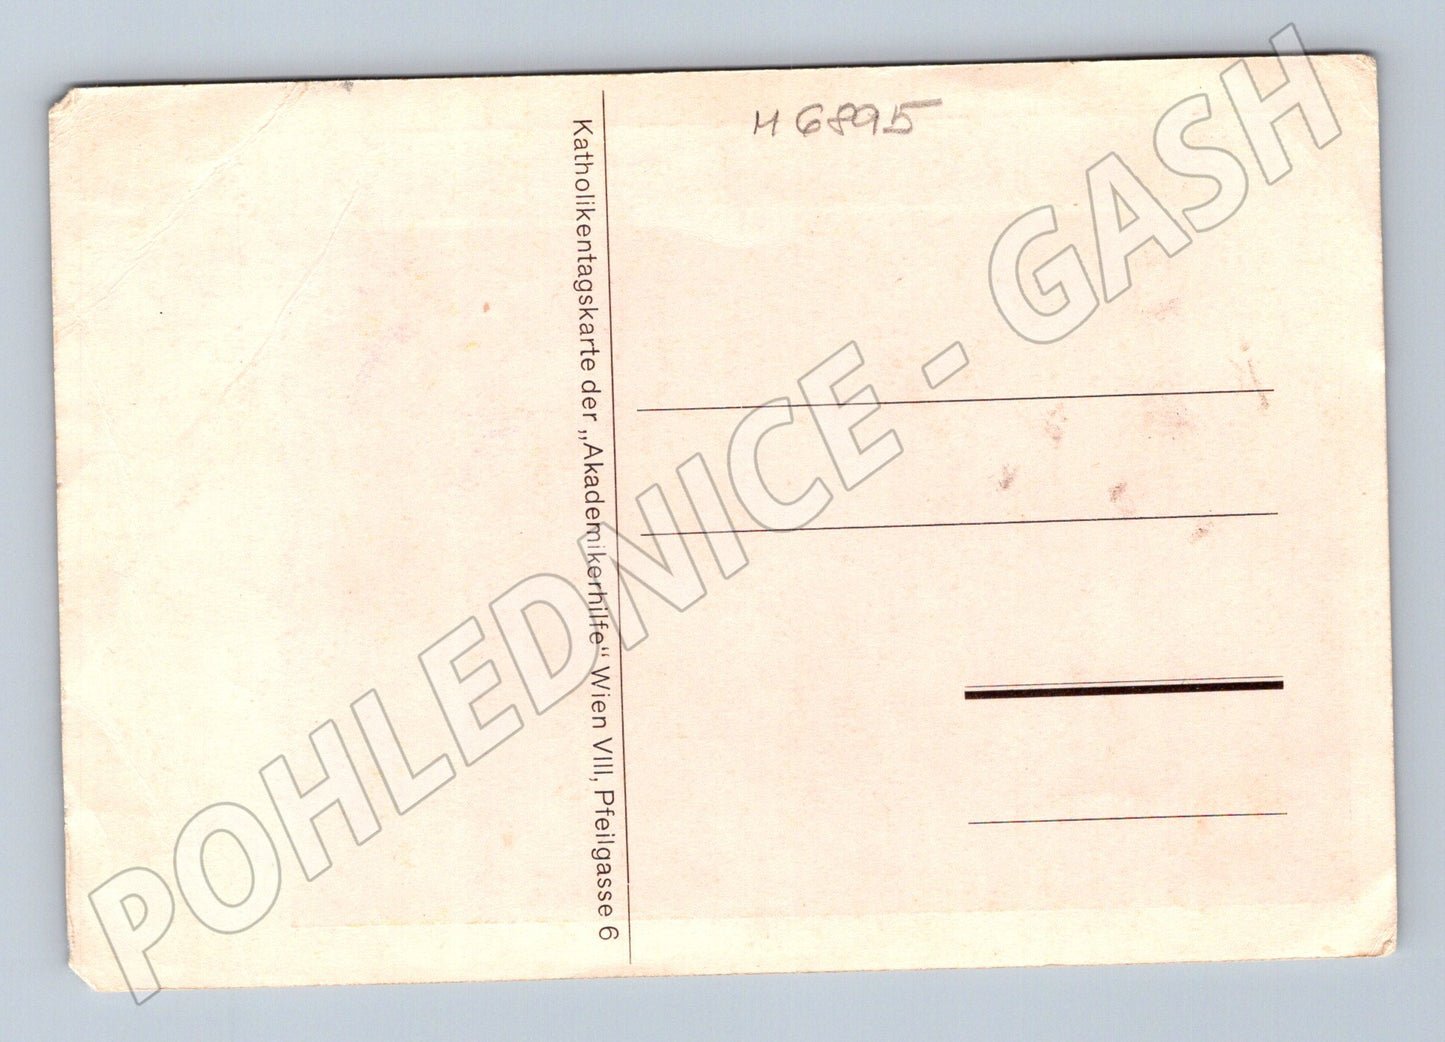 H 6895
Katholikentagskarte der „Akademikerhilfe“ Wien VIII, Pfeilgasse 6
POHLEDNICE - GASH